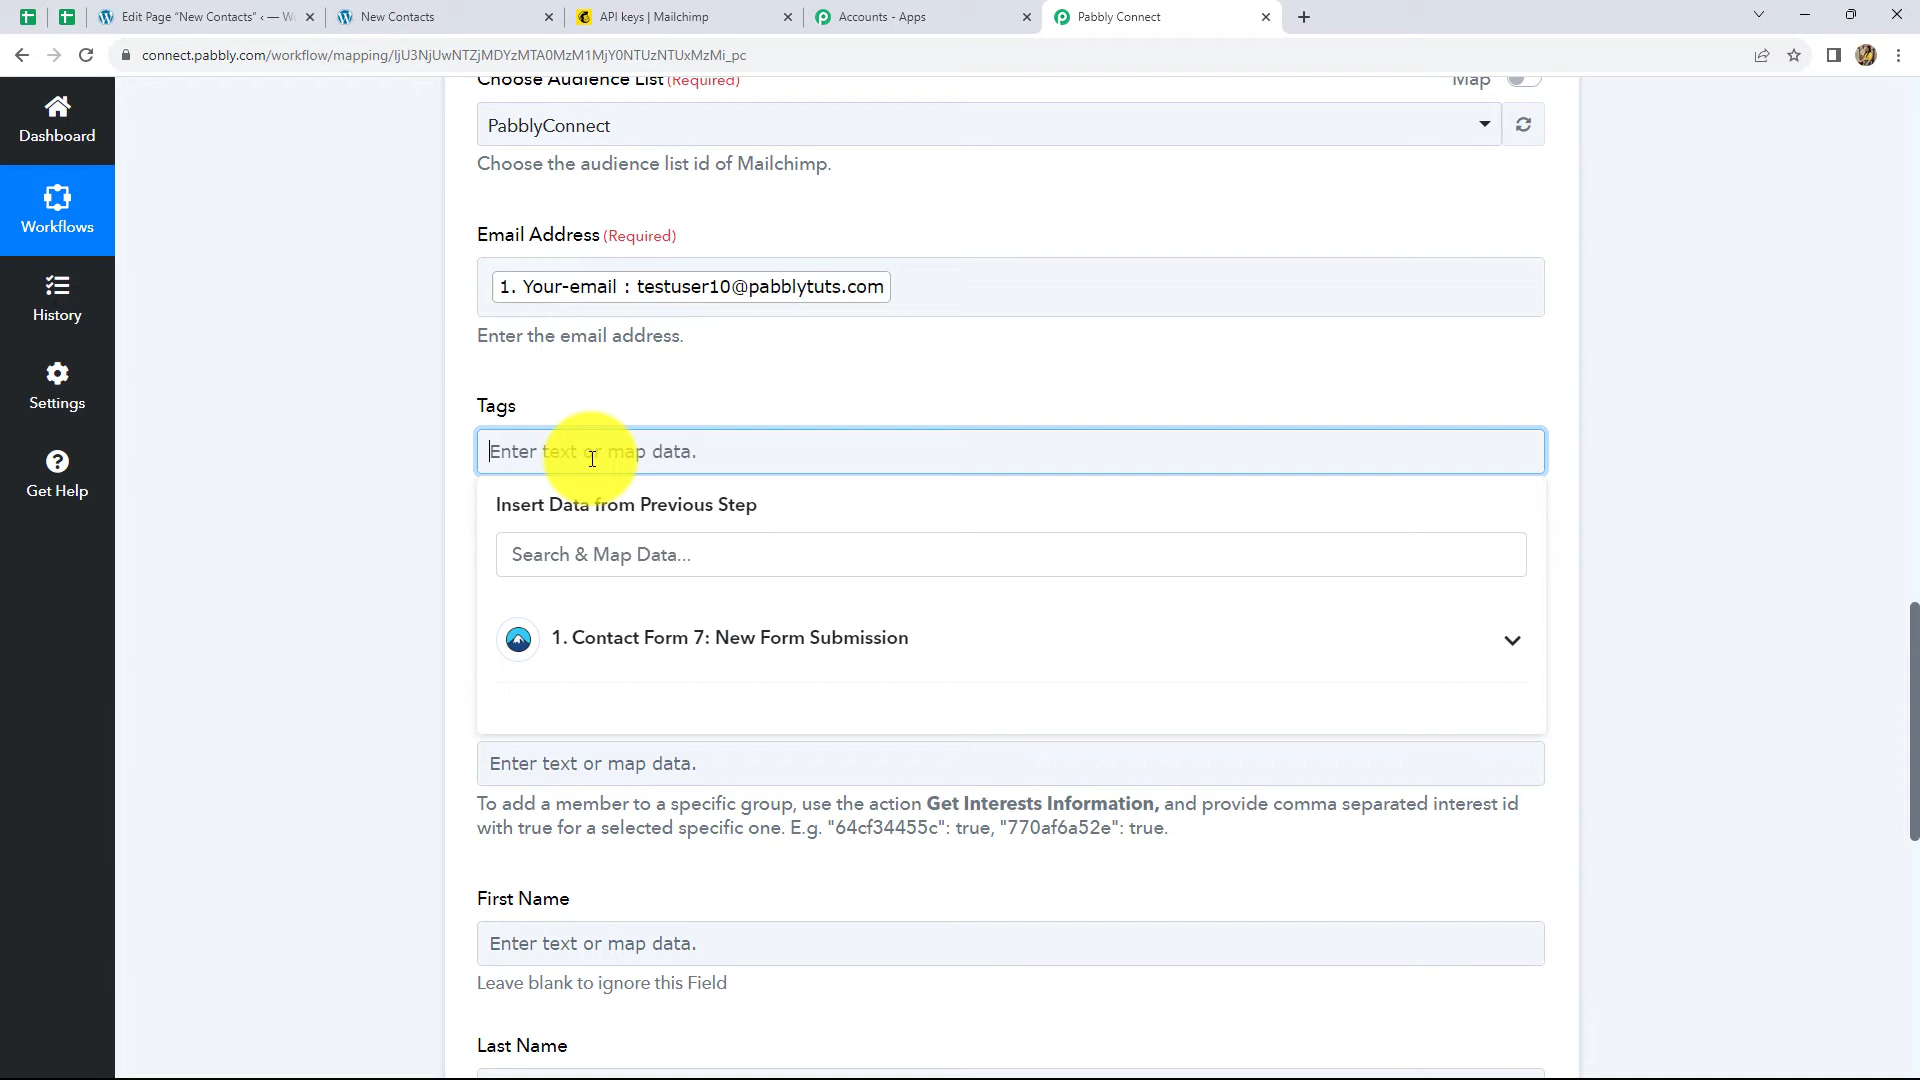 Edit Page “New Contacts” ‹ — W
New Contacts
API keys | Mailchimp
Accounts - Apps
Pabbly Connect
connect.pabbly.com/workflow/mapping/IjU3NjUwNTZjMDYzMTA0MzM1MjY0NTUzNTUxMzMi_pc
Dashboard
Workflows
History
Settings
Get Help
Choose Audience List (Required)
Map
PabblyConnect
Choose the audience list id of Mailchimp.
Email Address (Required)
1. Your-email : testuser10@pabblytuts.com
Enter the email address.
Tags
Enter text or map data.
Insert Data from Previous Step
Search & Map Data...
1. Contact Form 7: New Form Submission
Enter text or map data.
To add a member to a specific group, use the action Get Interests Information, and provide comma separated interest id
with true for a selected specific one. E.g. "64cf34455c": true, "770af6a52e": true.
First Name
Enter text or map data.
Leave blank to ignore this Field
Last Name